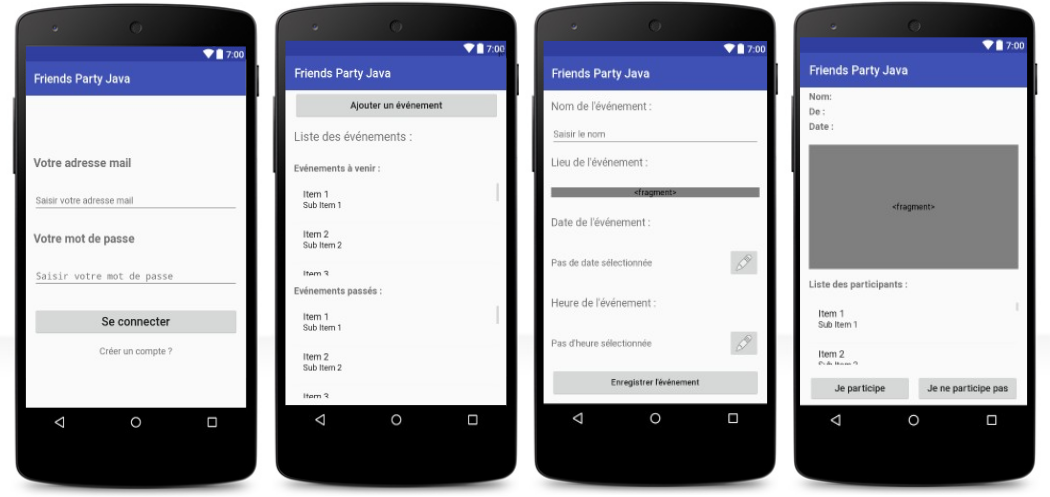 7:00
Friends Party Java
Votre adresse mail
Saisir votre adresse mail
Votre mot de passe
Saisir votre mot de passe
Se connecter
Créer un compte ?
7:00
Friends Party Java
Ajouter un événement
Liste des événements :
Evénements à venir :
Item 1
Sub Item 1
Item 2
Sub Item 2
Item 3
Evénements passés :
Item 1
Sub Item 1
Item 2
Sub Item 2
Item 3
7:00
Friends Party Java
Nom de l'événement :
Saisir le nom
Lieu de l'événement :
<fragment>
Date de l'événement :
Pas de date sélectionnée
Heure de l'événement :
Pas d'heure sélectionnée
Enregistrer l'événement
7:00
Friends Party Java
Nom:
De :
Date :
<fragment>
Liste des participants :
Item 1
Sub Item 1
Item 2
Sub Item 2
Je participe
Je ne participe pas